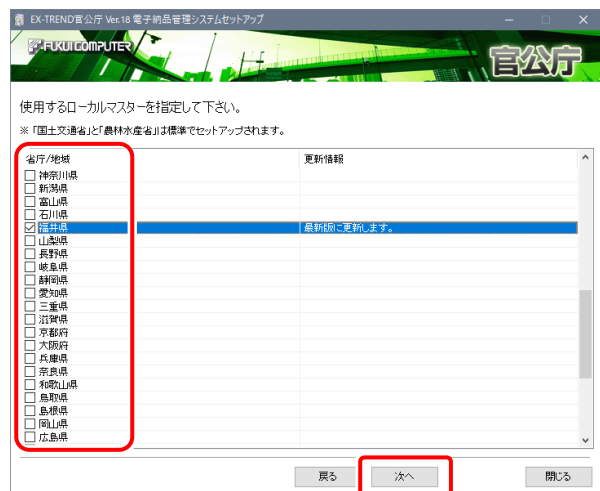 EX-TREND官公庁 Ver.18 電子納品管理システムセットアップ
FUKUI COMPUTER
官公庁
使用するローカルマスターを指定して下さい。
※「国土交通省」と「農林水産省」は標準でセットアップされます。
省庁/地域 更新情報
神奈川県
新潟県
富山県
石川県
福井県 最新版に更新します。
山梨県
長野県
岐阜県
静岡県
愛知県
三重県
滋賀県
京都府
大阪府
兵庫県
奈良県
和歌山県
鳥取県
島根県
岡山県
広島県
戻る 次へ 閉じる